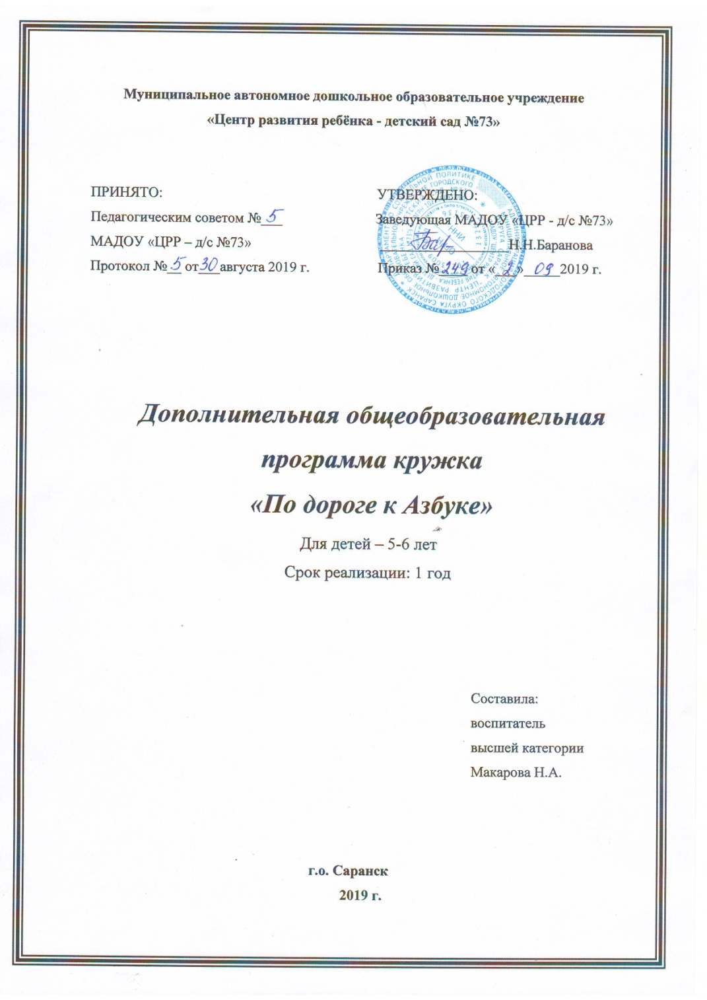 Муниципальное автономное дошкольное образовательное учреждение
«Центр развития ребёнка - детский сад №73»
ПРИНЯТО:
Педагогическим советом № 5
МАДОУ «ЦРР – д/с №73»
Протокол № 5 от 30 августа 2019 г.
УТВЕРЖДЕНО:
Заведующая МАДОУ «ЦРР - д/с №73»
Н.Н.Баранова
Приказ № 249 от « 2 » 09 2019 г.
Дополнительная общеобразовательная
программа кружка
«По дороге к Азбуке»
Для детей – 5-6 лет
Срок реализации: 1 год
Составила:
воспитатель
высшей категории
Макарова Н.А.
г.о. Саранск
2019 г.